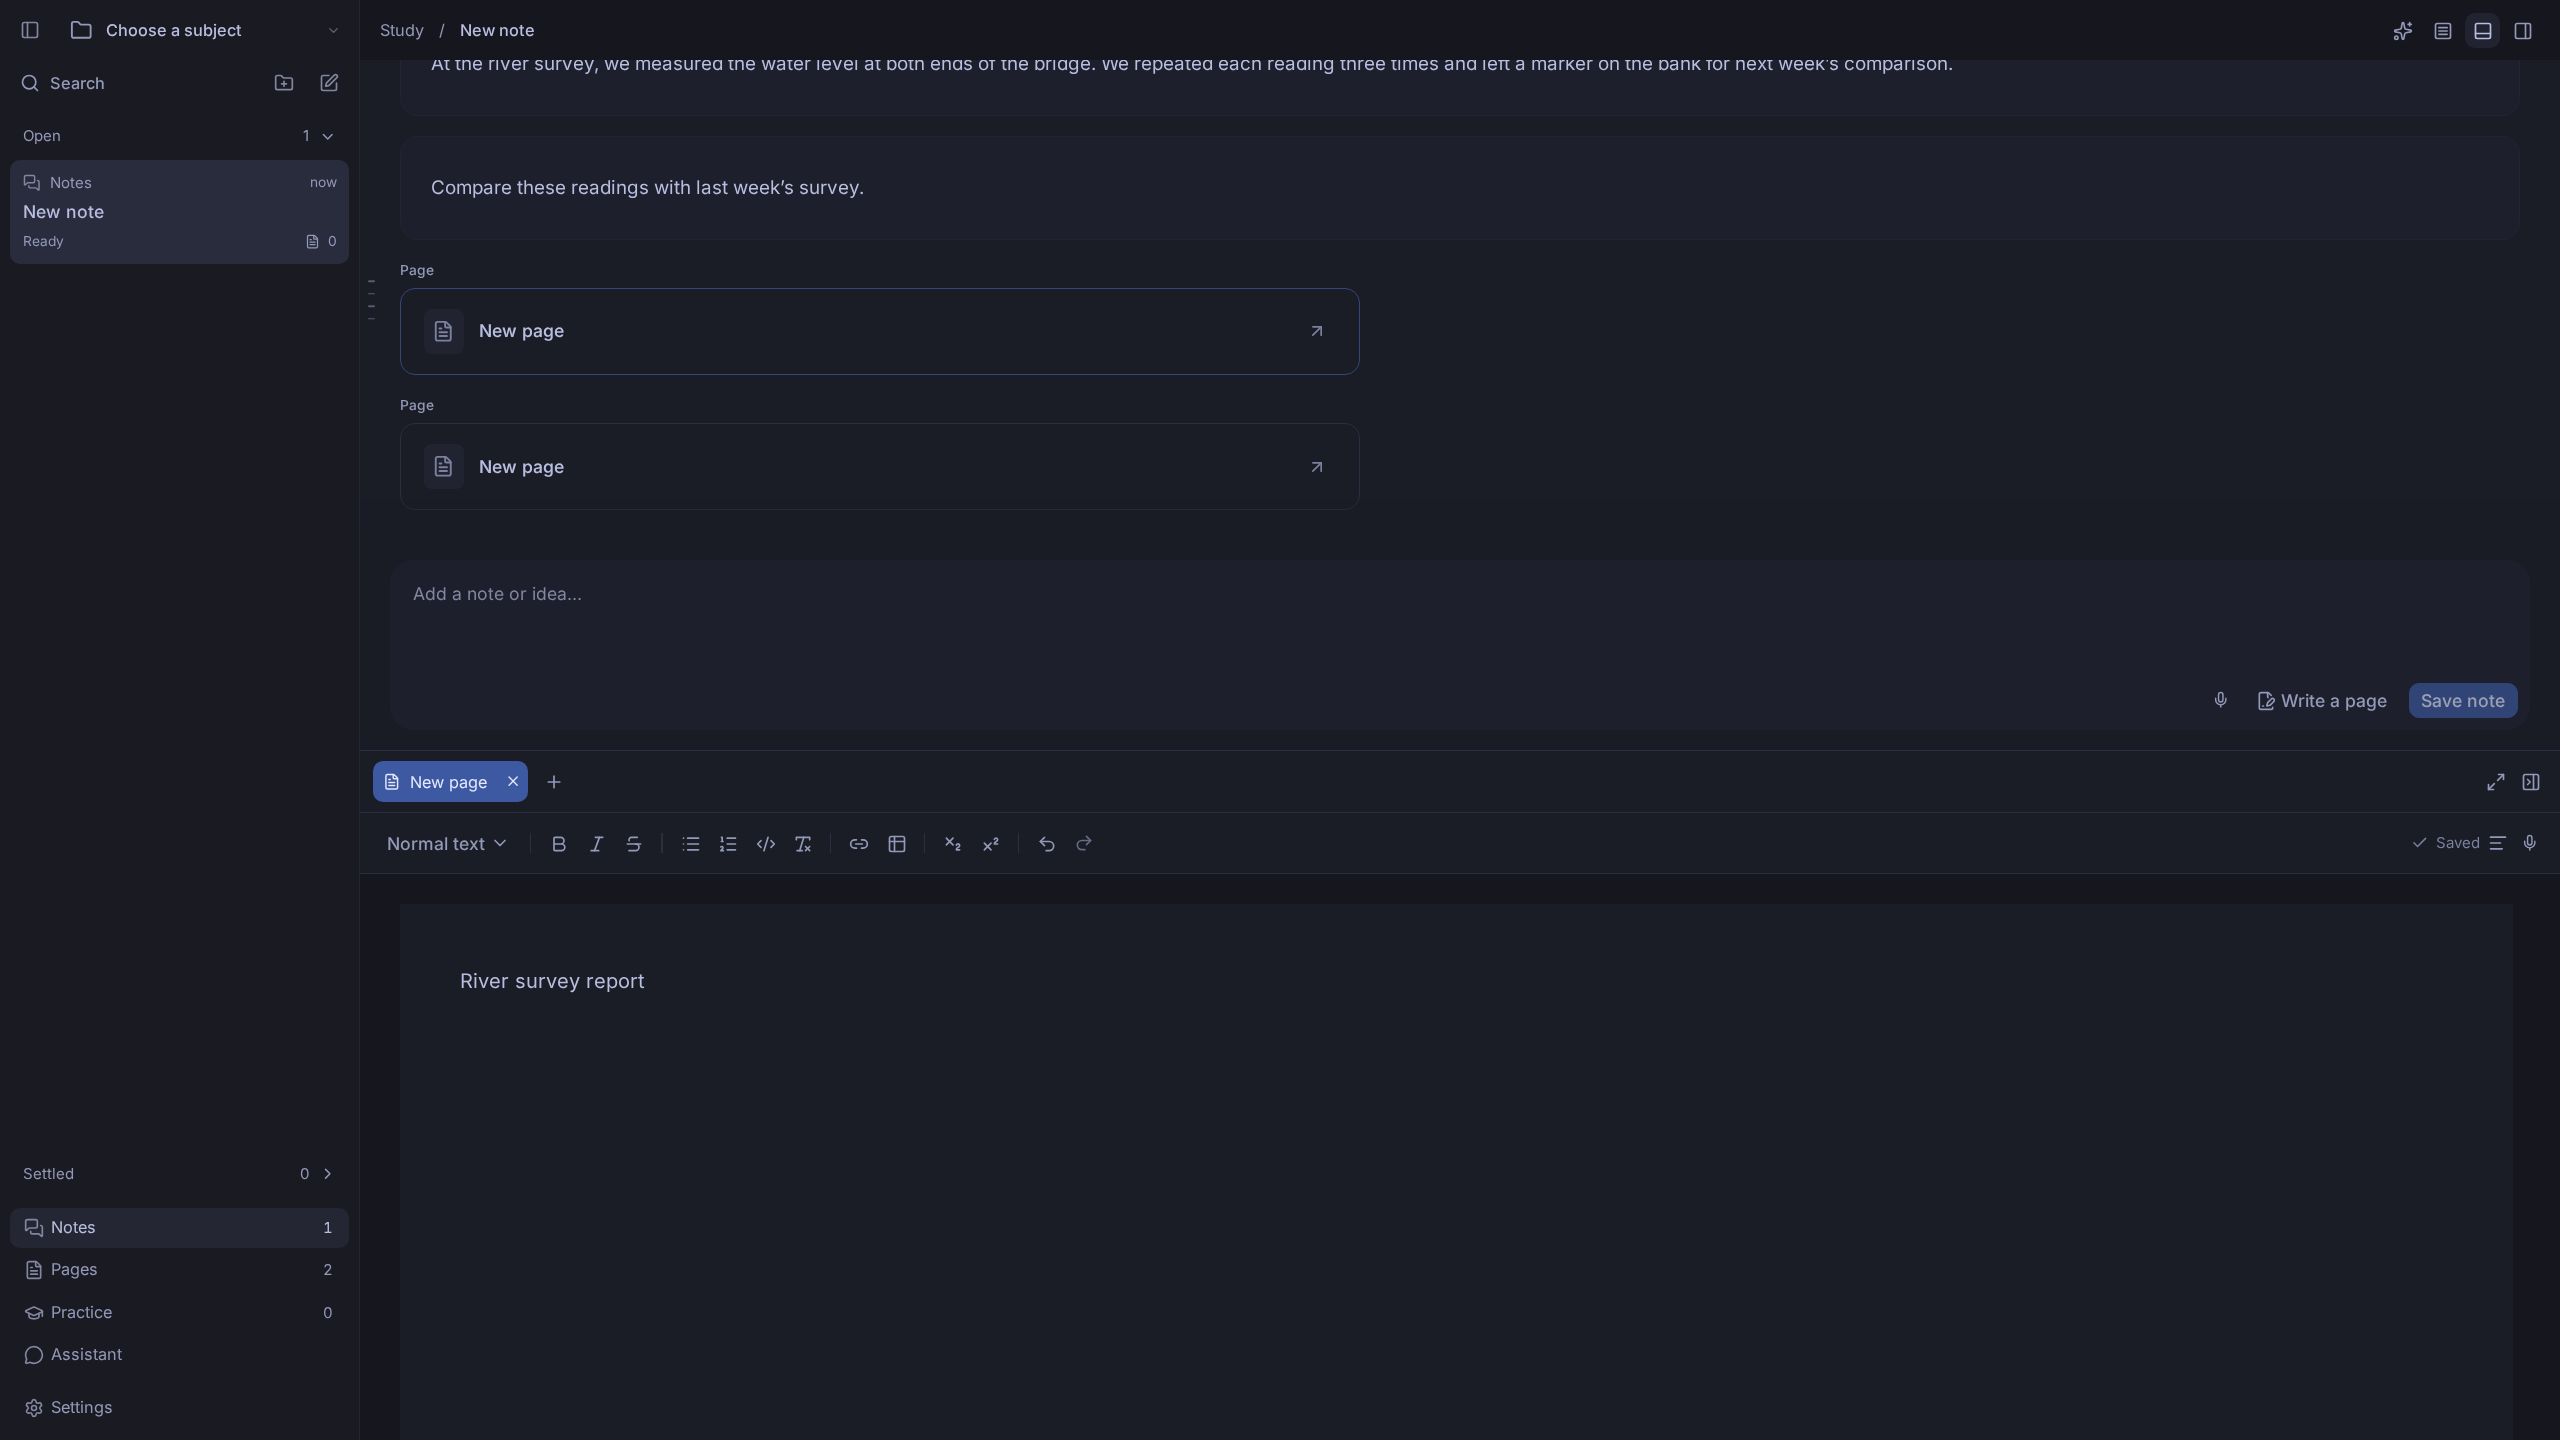 Choose a subject
Search
Open 1
Notes now
New note
Ready 0
Settled 0
Notes 1
Pages 2
Practice 0
Assistant
Settings
Study / New note
At the river survey, we measured the water level at both ends of the bridge. We repeated each reading three times and left a marker on the bank for next week's comparison.
Compare these readings with last week’s survey.
Page
New page
Page
New page
Add a note or idea...
Write a page Save note
New page
Normal text
Saved
River survey report